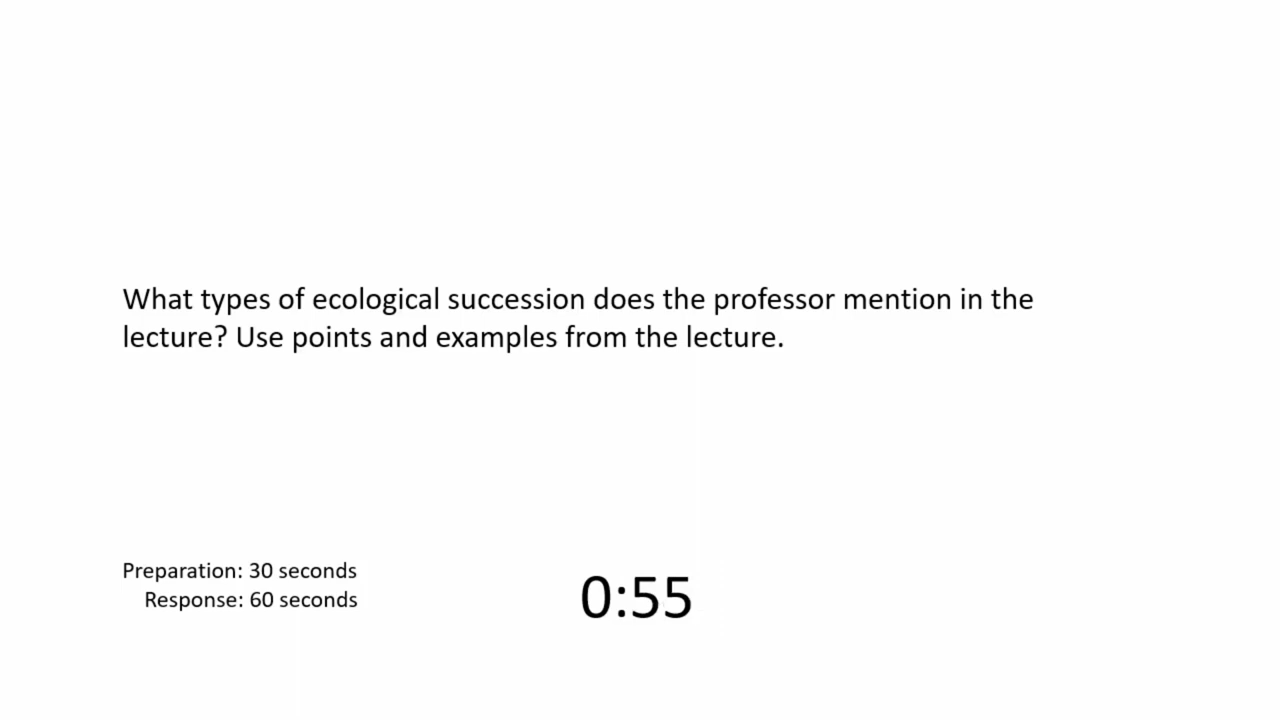 What types of ecological succession does the professor mention in the
lecture? Use points and examples from the lecture.
Preparation: 30 seconds
Response: 60 seconds
0:55